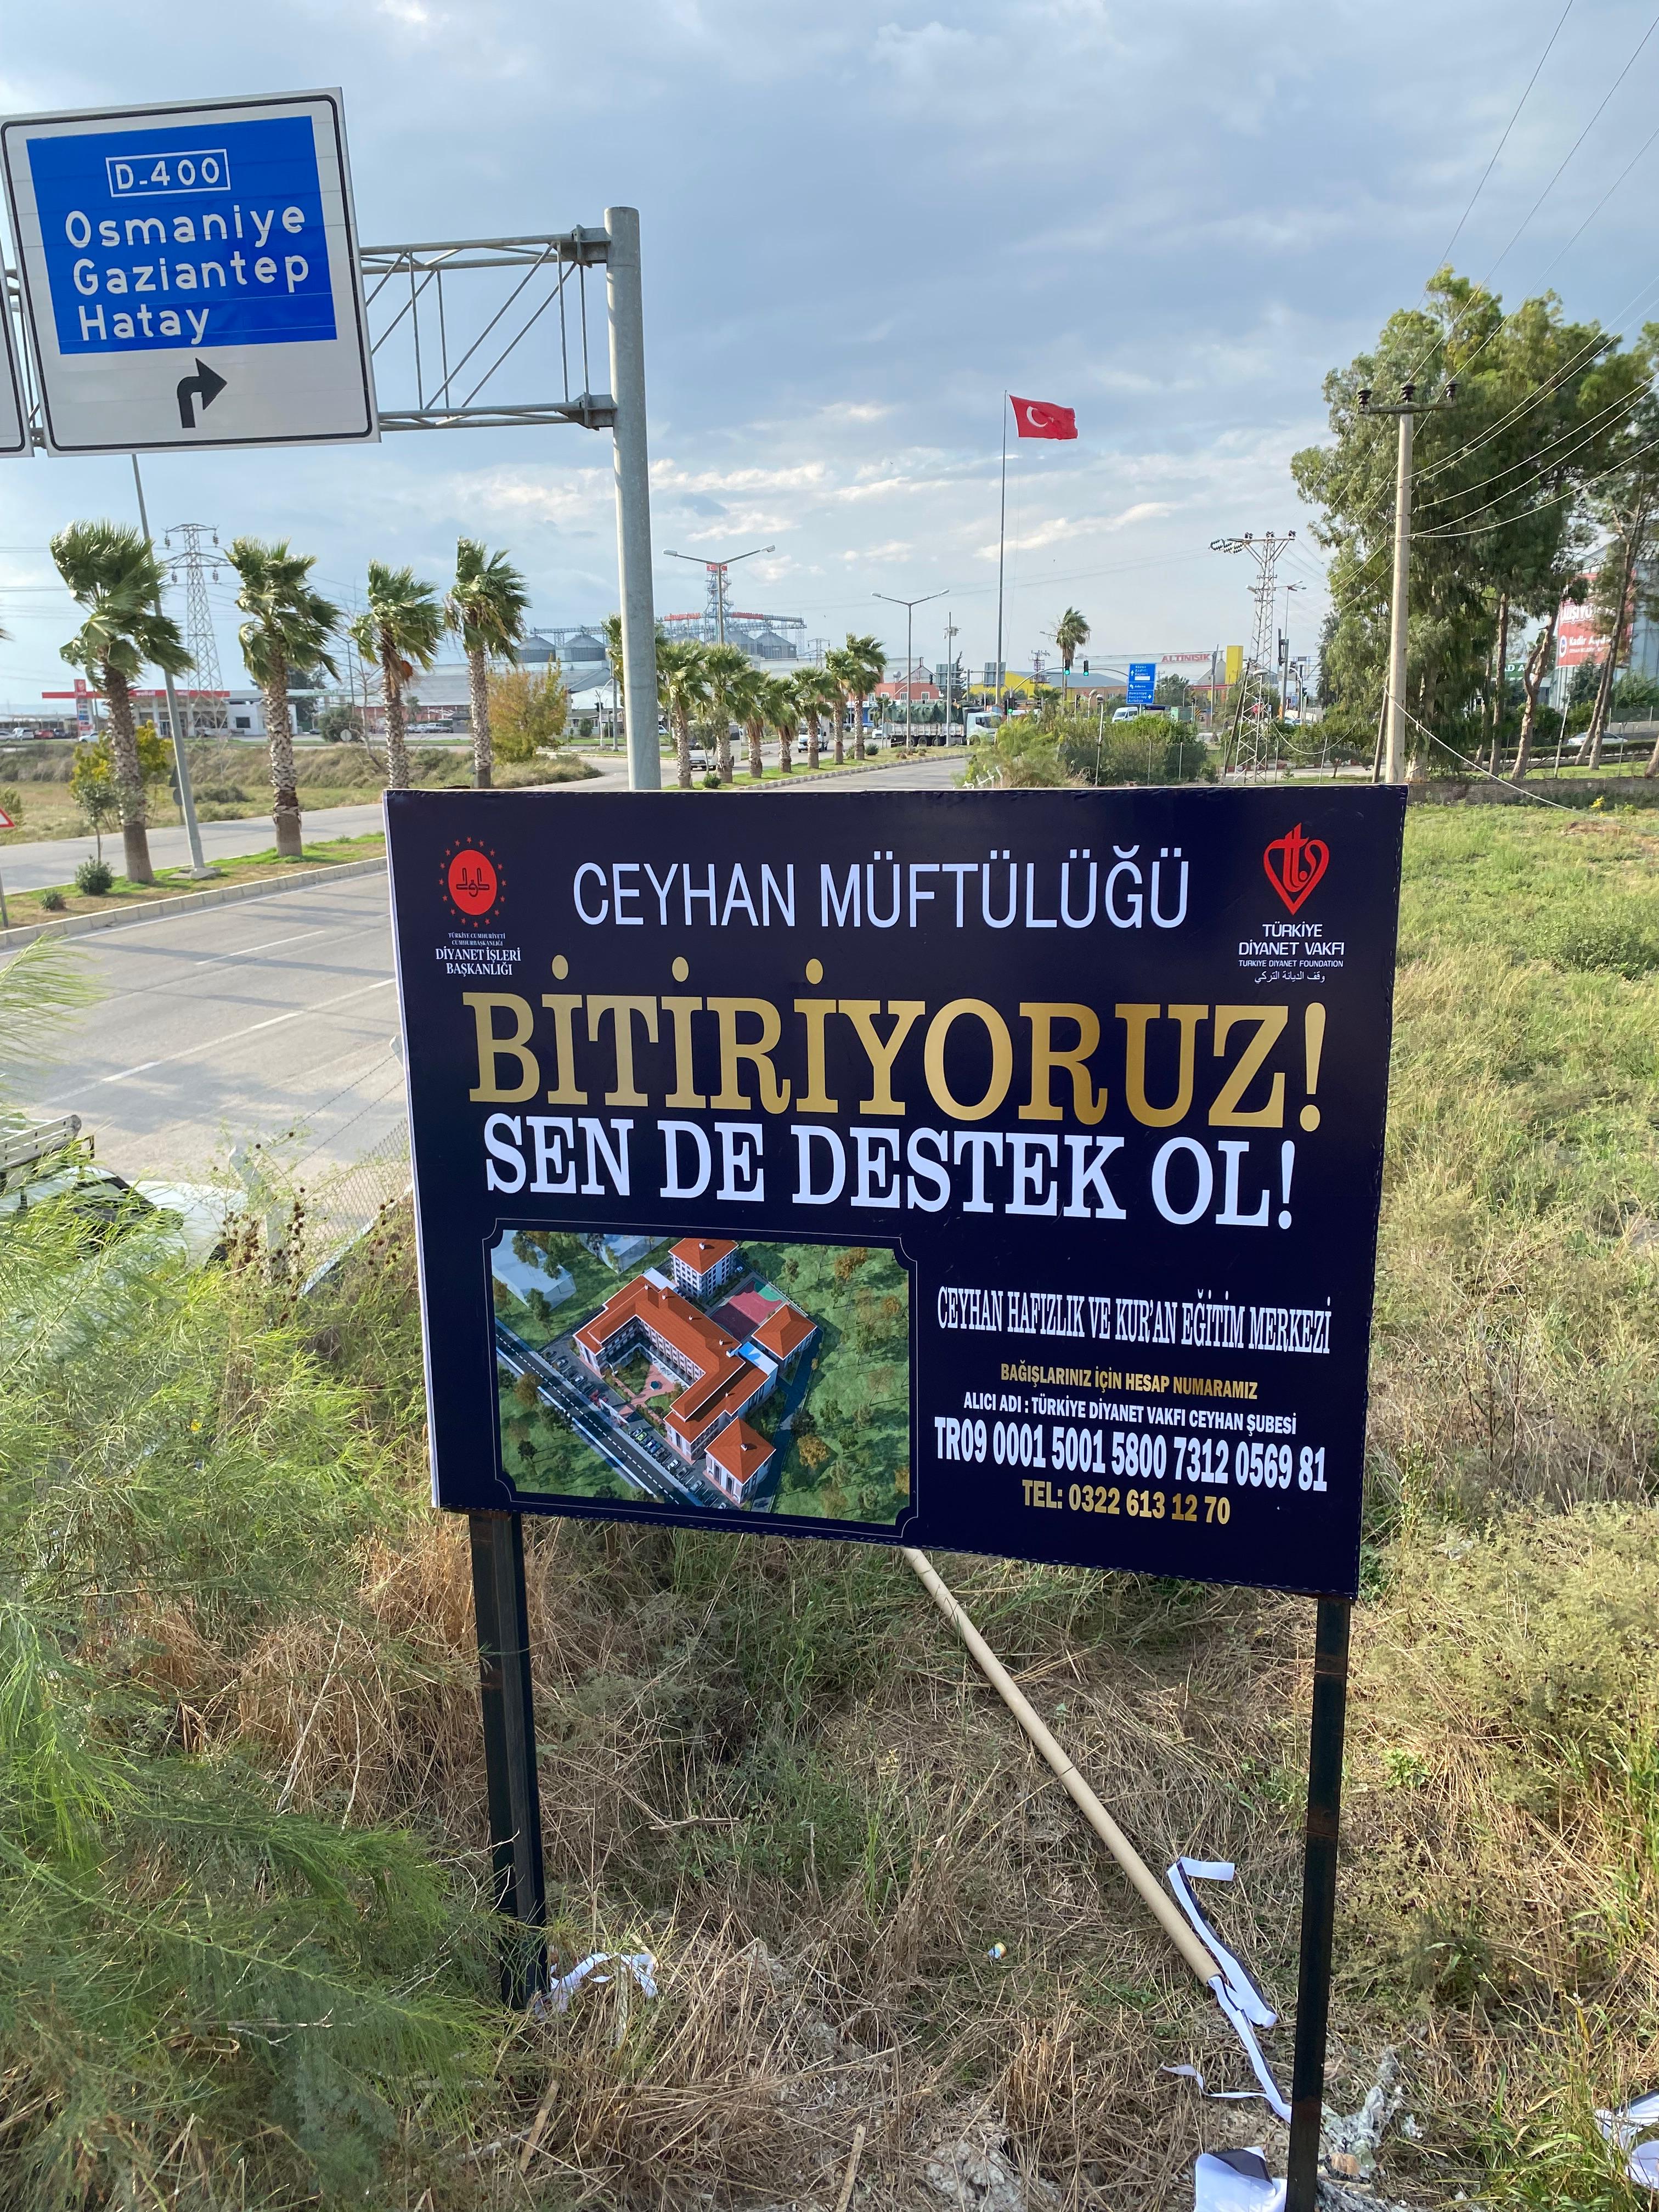 D-400
Osmaniye
Gaziantep
Hatay
ALTINIŞIK
CEYHAN MÜFTÜLÜĞÜ
TÜRKİYE CUMHURİYETİ
CUMHURBAŞKANLIĞI
DİYANET İŞLERİ
BAŞKANLIĞI
TÜRKİYE
DİYANET VAKFI
TURKIYE DIYANET FOUNDATION
وقف الديانة التركي
BİTİRİYORUZ!
SEN DE DESTEK OL!
CEYHAN HAFIZLIK VE KUR'AN EĞİTİM MERKEZİ
BAĞIŞLARINIZ İÇİN HESAP NUMARAMIZ
ALICI ADI : TÜRKİYE DİYANET VAKFI CEYHAN ŞUBESİ
TR09 0001 5001 5800 7312 0569 81
TEL: 0322 613 12 70